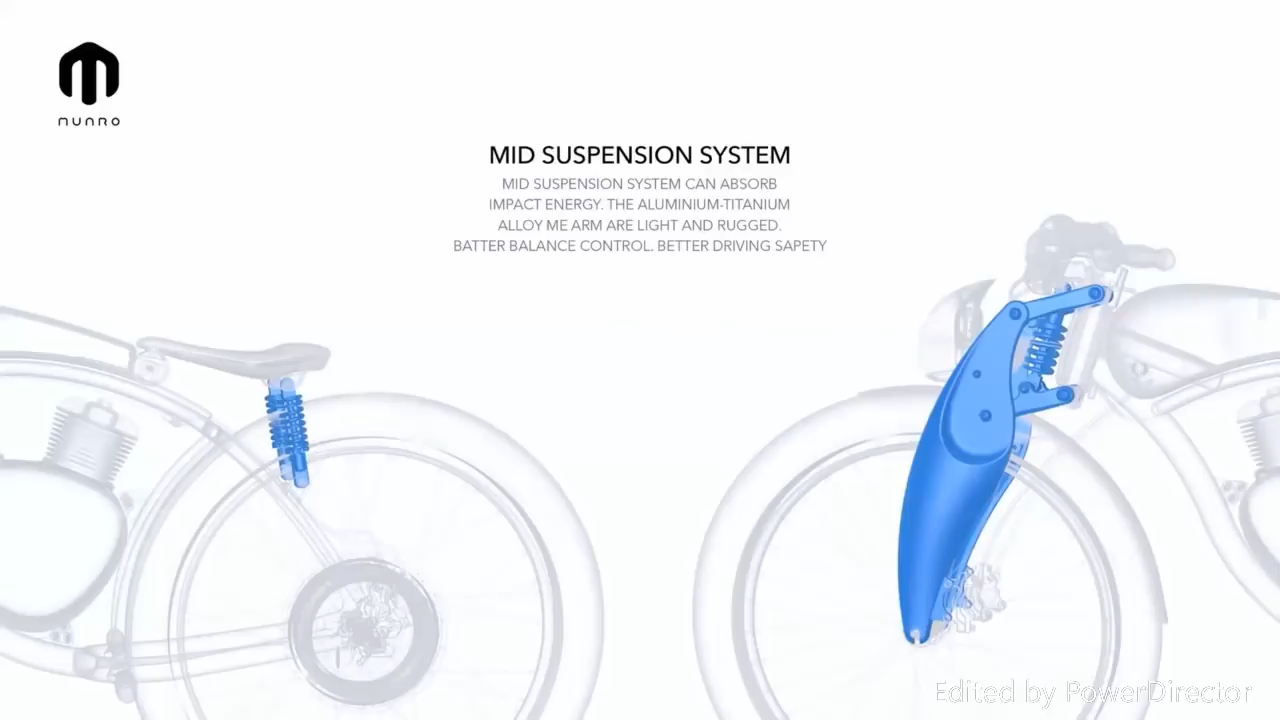 nunro
MID SUSPENSION SYSTEM
MID SUSPENSION SYSTEM CAN ABSORB
IMPACT ENERGY. THE ALUMINIUM-TITANIUM
ALLOY ME ARM ARE LIGHT AND RUGGED.
BATTER BALANCE CONTROL. BETTER DRIVING SAPETY
Edited by PowerDirector